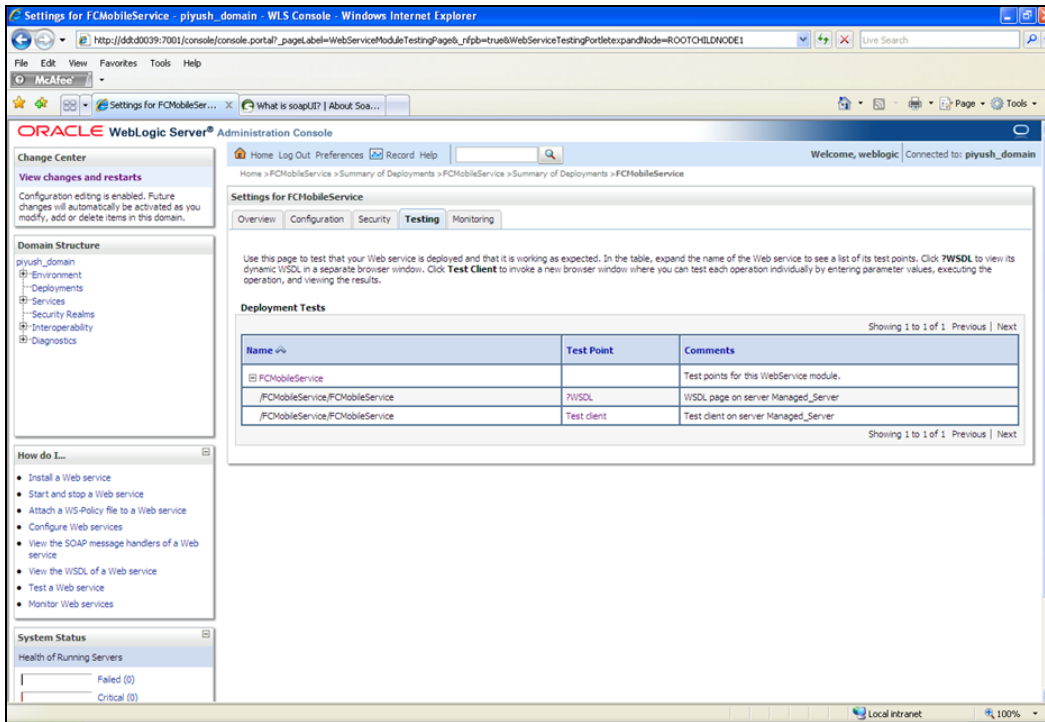 Settings for FCMobileService - piyush_domain - WLS Console - Windows Internet Explorer
http://ddtd0039:7001/console/console.portal?_pageLabel=WebServiceModuleTestingPage&_nfpb=true&WebServiceTestingPortletexpandNode=ROOTCHILDNODE1
Live Search
File Edit View Favorites Tools Help
McAfee
Settings for FCMobileSer... X What is soapUI? | About Soa...
Page Tools
ORACLE WebLogic Server® Administration Console
Change Center
View changes and restarts
Configuration editing is enabled. Future
changes will automatically be activated as you
modify, add or delete items in this domain.
Domain Structure
piyush_domain
Environment
Deployments
Services
Security Realms
Interoperability
Diagnostics
How do I...
Install a Web service
Start and stop a Web service
Attach a WS-Policy file to a Web service
Configure Web services
View the SOAP message handlers of a Web
service
View the WSDL of a Web service
Test a Web service
Monitor Web services
System Status
Health of Running Servers
Failed (0)
Critical (0)
Home Log Out Preferences Record Help
Welcome, weblogic Connected to: piyush_domain
Home >FCMobileService >Summary of Deployments >FCMobileService >Summary of Deployments >FCMobileService
Settings for FCMobileService
Overview Configuration Security Testing Monitoring
Use this page to test that your Web service is deployed and that it is working as expected. In the table, expand the name of the Web service to see a list of its test points. Click ?WSDL to view its
dynamic WSDL in a separate browser window. Click Test Client to invoke a new browser window where you can test each operation individually by entering parameter values, executing the
operation, and viewing the results.
Deployment Tests
Showing 1 to 1 of 1 Previous | Next
Name Test Point Comments
FCMobileService Test points for this WebService module.
/FCMobileService/FCMobileService ?WSDL WSDL page on server Managed_Server
/FCMobileService/FCMobileService Test client Test client on server Managed_Server
Showing 1 to 1 of 1 Previous | Next
Local intranet 100%